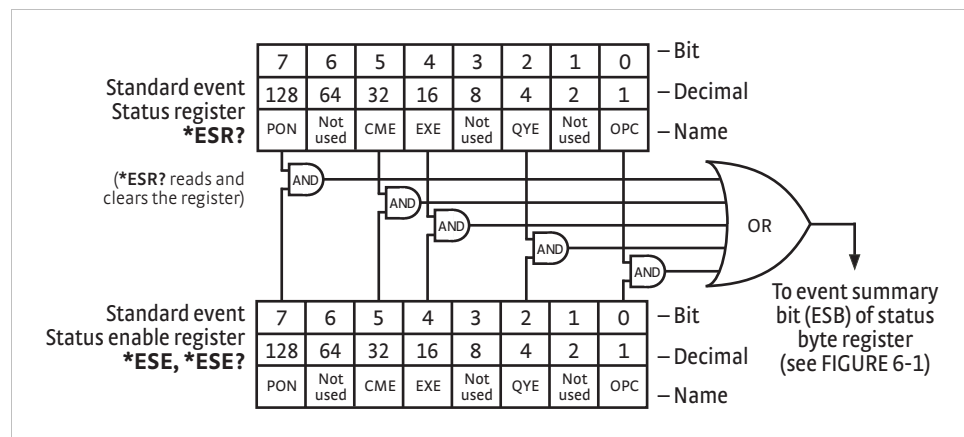 7 6 5 4 3 2 1 0 – Bit
Standard event
Status register
*ESR?
128 64 32 16 8 4 2 1 – Decimal
PON Not used CME EXE Not used QYE Not used OPC – Name
(*ESR? reads and
clears the register)
AND
AND
AND
AND
AND
OR
To event summary
bit (ESB) of status
byte register
(see FIGURE 6-1)
Standard event
Status enable register
*ESE, *ESE?
7 6 5 4 3 2 1 0 – Bit
128 64 32 16 8 4 2 1 – Decimal
PON Not used CME EXE Not used QYE Not used OPC – Name